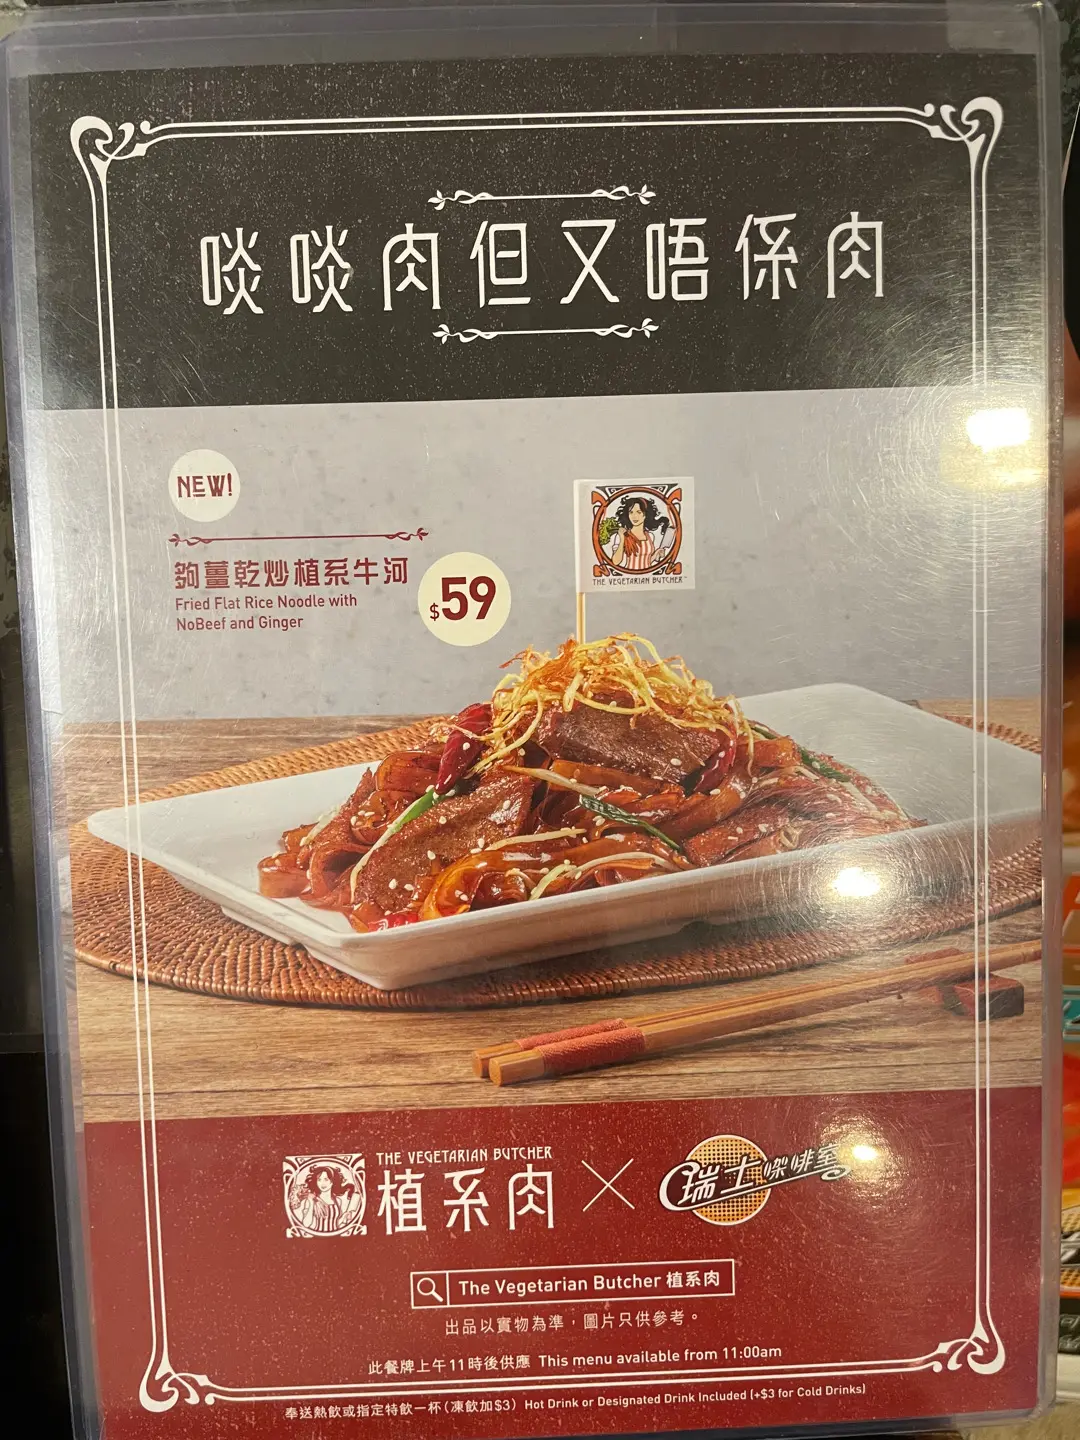 啖啖肉但又唔係肉
NEW!
夠薑乾炒植系牛河
Fried Flat Rice Noodle with
NoBeef and Ginger
$59
THE VEGETARIAN BUTCHER™
THE VEGETARIAN BUTCHER
植系肉
瑞士㗎啡室
The Vegetarian Butcher 植系肉
出品以實物為準，圖片只供參考。
此餐牌上午11時後供應 This menu available from 11:00am
奉送熱飲或指定特飲一杯（凍飲加$3） Hot Drink or Designated Drink Included (+$3 for Cold Drinks)